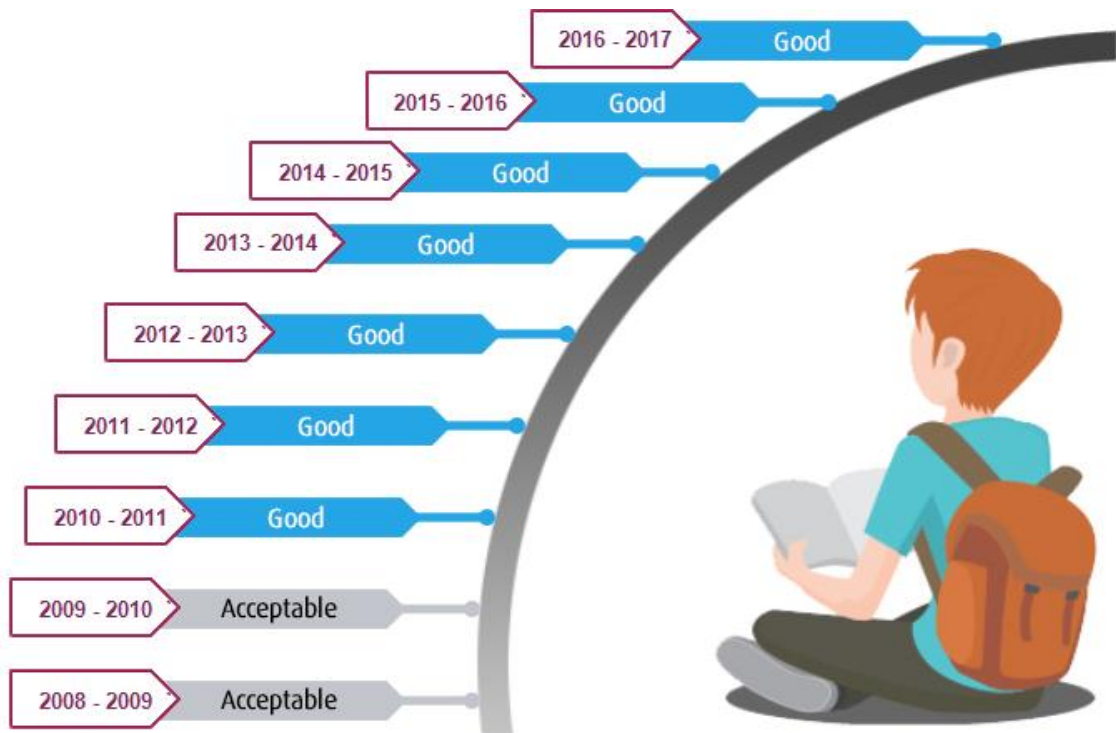 2016 - 2017 Good
2015 - 2016 Good
2014 - 2015 Good
2013 - 2014 Good
2012 - 2013 Good
2011 - 2012 Good
2010 - 2011 Good
2009 - 2010 Acceptable
2008 - 2009 Acceptable